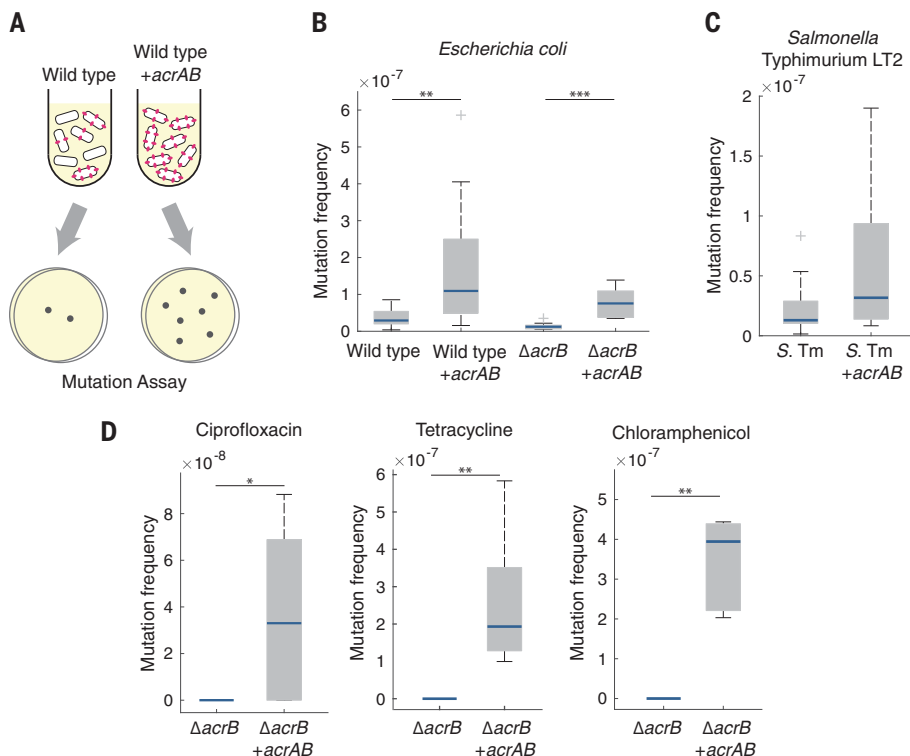 A
Wild type
Wild type
+acrAB
Mutation Assay
B
Escherichia coli
×10⁻⁷
Mutation frequency
6
5
4
3
2
1
0
**
***
Wild type
Wild type
+acrAB
ΔacrB
ΔacrB
+acrAB
C
Salmonella
Typhimurium LT2
×10⁻⁷
Mutation frequency
2
1.5
1
0.5
0
S. Tm
S. Tm
+acrAB
D
Ciprofloxacin
×10⁻⁸
Mutation frequency
8
6
4
2
0
*
ΔacrB
ΔacrB
+acrAB
Tetracycline
×10⁻⁷
Mutation frequency
6
5
4
3
2
1
0
**
ΔacrB
ΔacrB
+acrAB
Chloramphenicol
×10⁻⁷
Mutation frequency
5
4
3
2
1
0
**
ΔacrB
ΔacrB
+acrAB